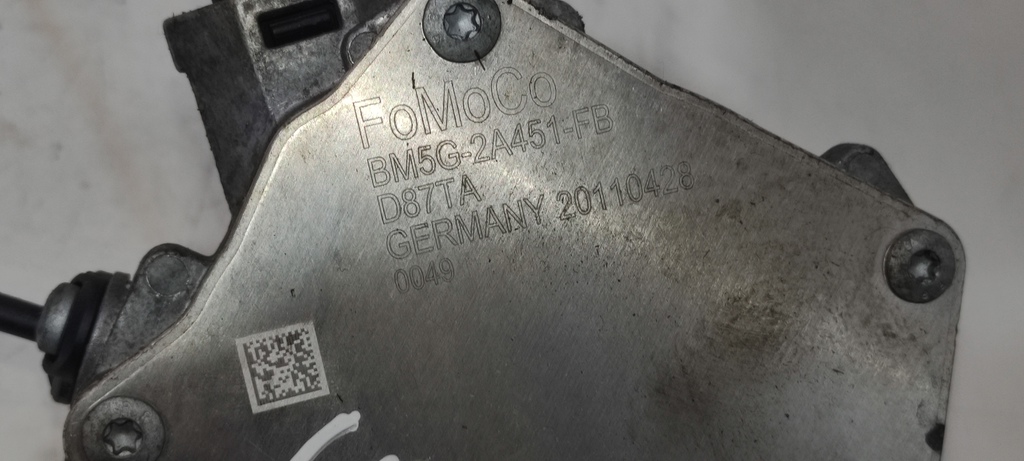 FoMoCo
BM5G-2A451-FB
D87TA
GERMANY 20110428
0049